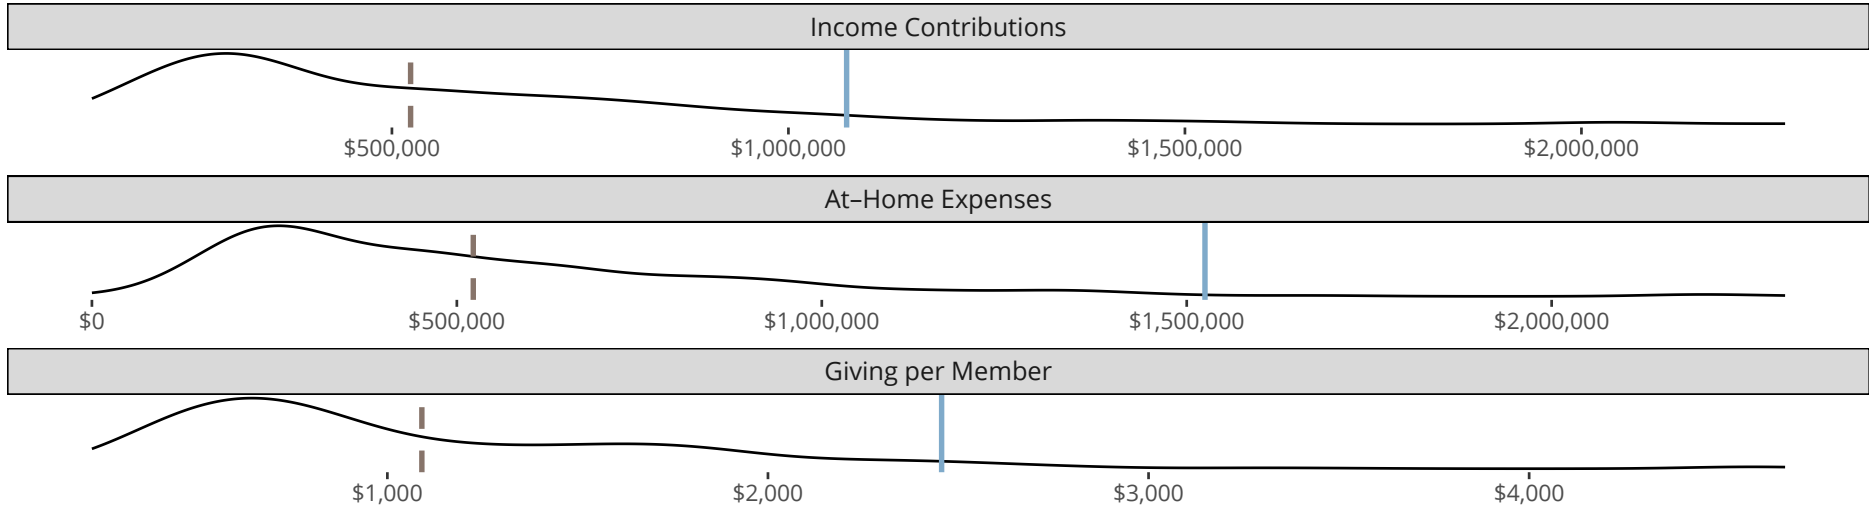 Income Contributions
$500,000 $1,000,000 $1,500,000 $2,000,000
At–Home Expenses
$0 $500,000 $1,000,000 $1,500,000 $2,000,000
Giving per Member
$1,000 $2,000 $3,000 $4,000